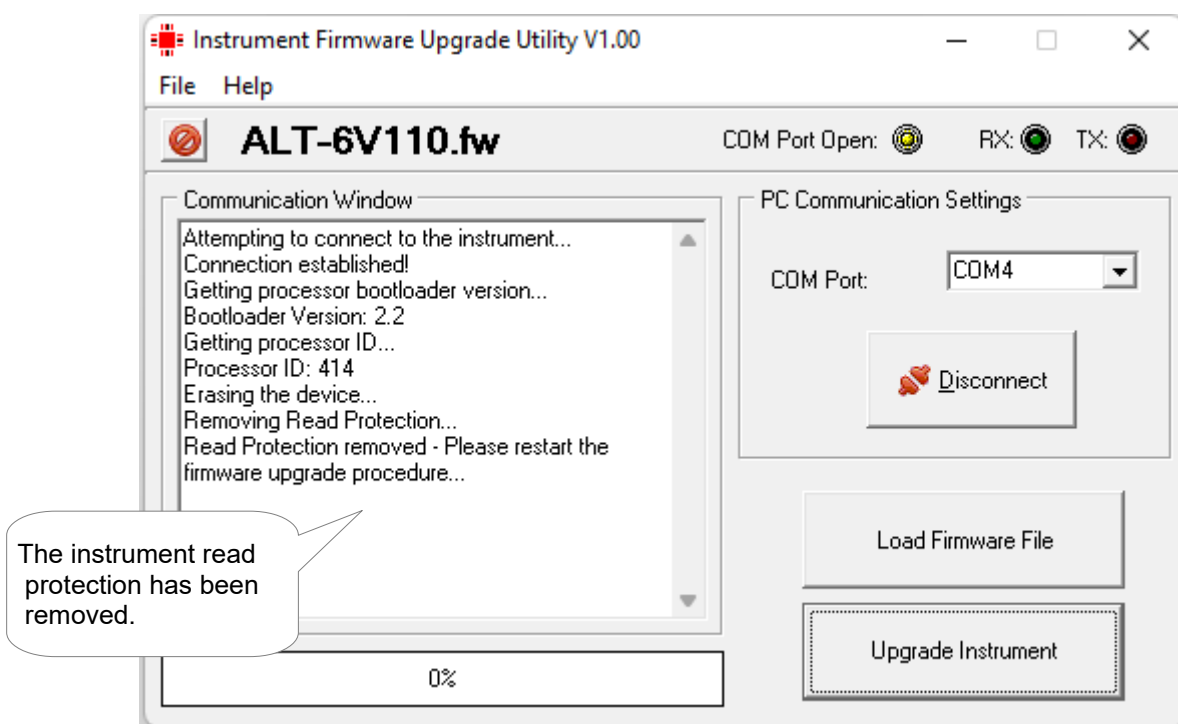 Instrument Firmware Upgrade Utility V1.00
File Help
ALT-6V110.fw
COM Port Open: RX: TX:
Communication Window
Attempting to connect to the instrument...
Connection established!
Getting processor bootloader version...
Bootloader Version: 2.2
Getting processor ID...
Processor ID: 414
Erasing the device...
Removing Read Protection...
Read Protection removed - Please restart the
firmware upgrade procedure...
The instrument read
protection has been
removed.
0%
PC Communication Settings
COM Port: COM4
Disconnect
Load Firmware File
Upgrade Instrument